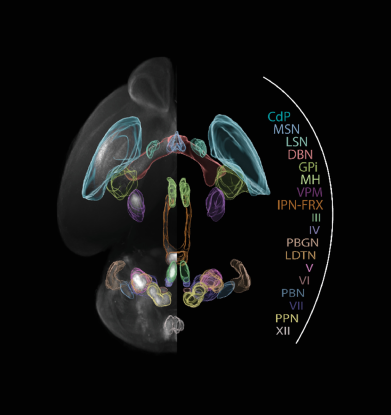 CdP
MSN
LSN
DBN
GPi
MH
VPM
IPN-FRX
III
IV
PBGN
LDTN
V
VI
PBN
VII
PPN
XII